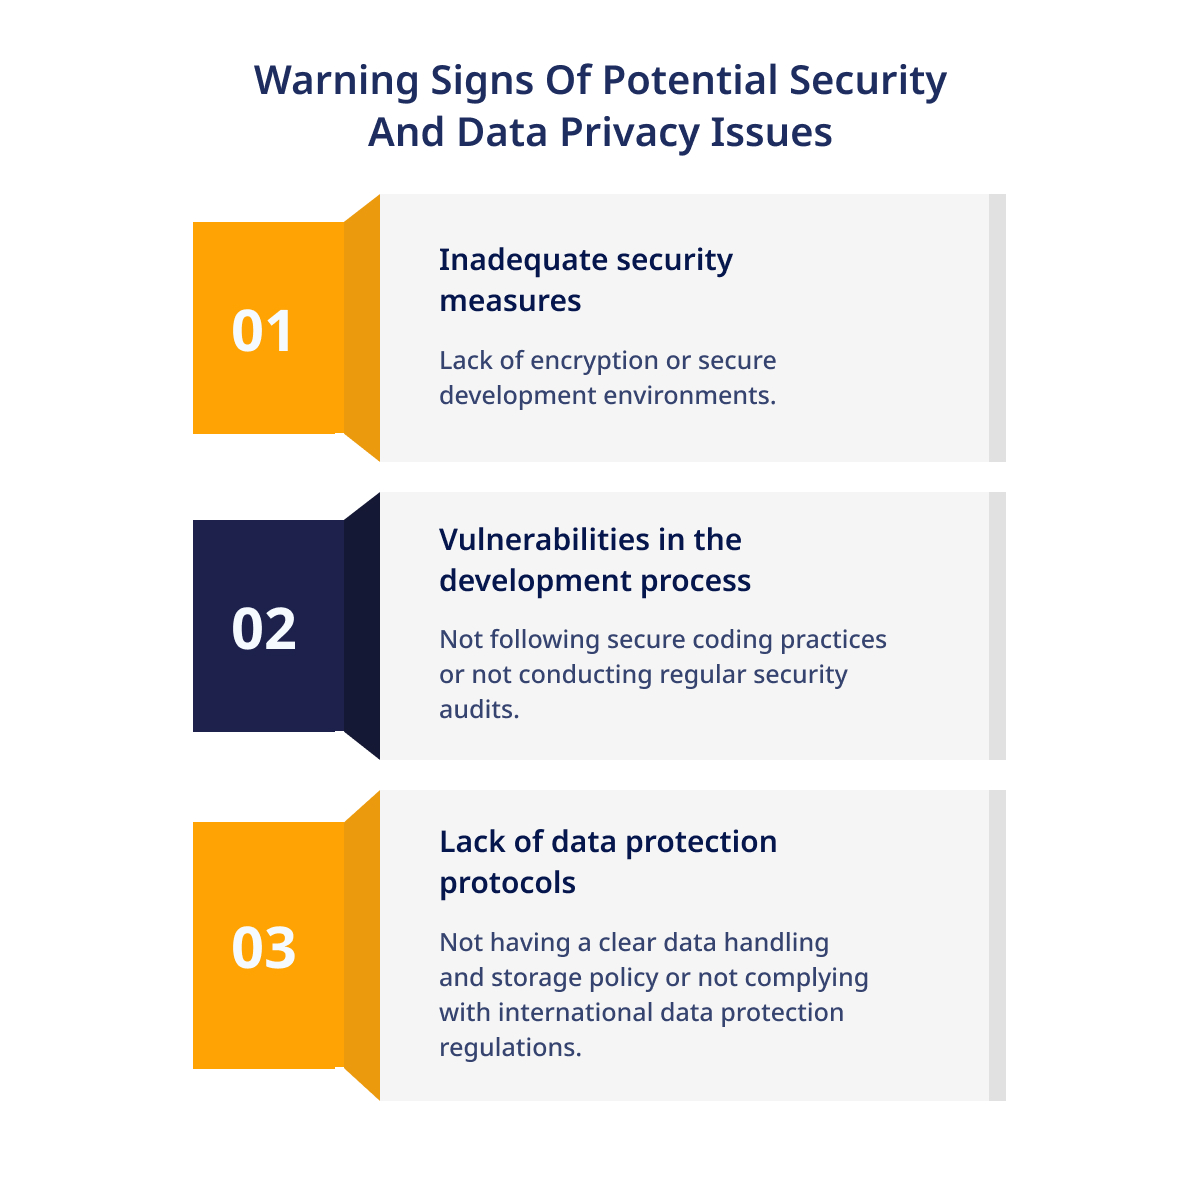 Warning Signs Of Potential Security
And Data Privacy Issues
01
Inadequate security
measures
Lack of encryption or secure
development environments.
02
Vulnerabilities in the
development process
Not following secure coding practices
or not conducting regular security
audits.
03
Lack of data protection
protocols
Not having a clear data handling
and storage policy or not complying
with international data protection
regulations.